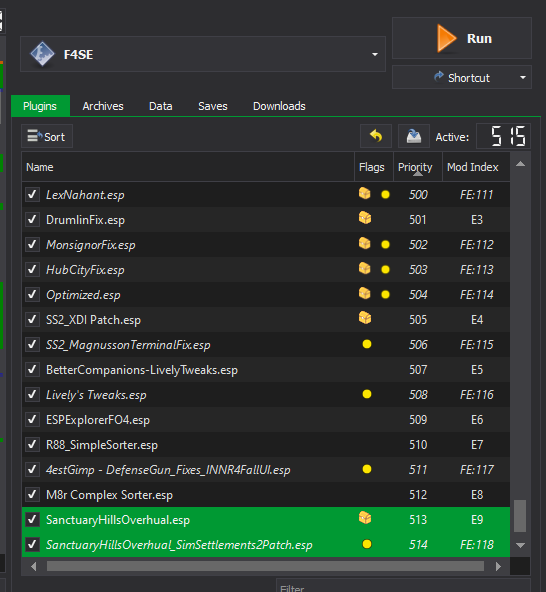 F4SE
Run
Shortcut
Plugins Archives Data Saves Downloads
Sort Active: 515
Name Flags Priority Mod Index
LexNahant.esp 500 FE:111
DrumlinFix.esp 501 E3
MonsignorFix.esp 502 FE:112
HubCityFix.esp 503 FE:113
Optimized.esp 504 FE:114
SS2_XDI Patch.esp 505 E4
SS2_MagnussonTerminalFix.esp 506 FE:115
BetterCompanions-LivelyTweaks.esp 507 E5
Lively's Tweaks.esp 508 FE:116
ESPExplorerFO4.esp 509 E6
R88_SimpleSorter.esp 510 E7
4estGimp - DefenseGun_Fixes_INNR4FallUI.esp 511 FE:117
M8r Complex Sorter.esp 512 E8
SanctuaryHillsOverhual.esp 513 E9
SanctuaryHillsOverhual_SimSettlements2Patch.esp 514 FE:118
Filter